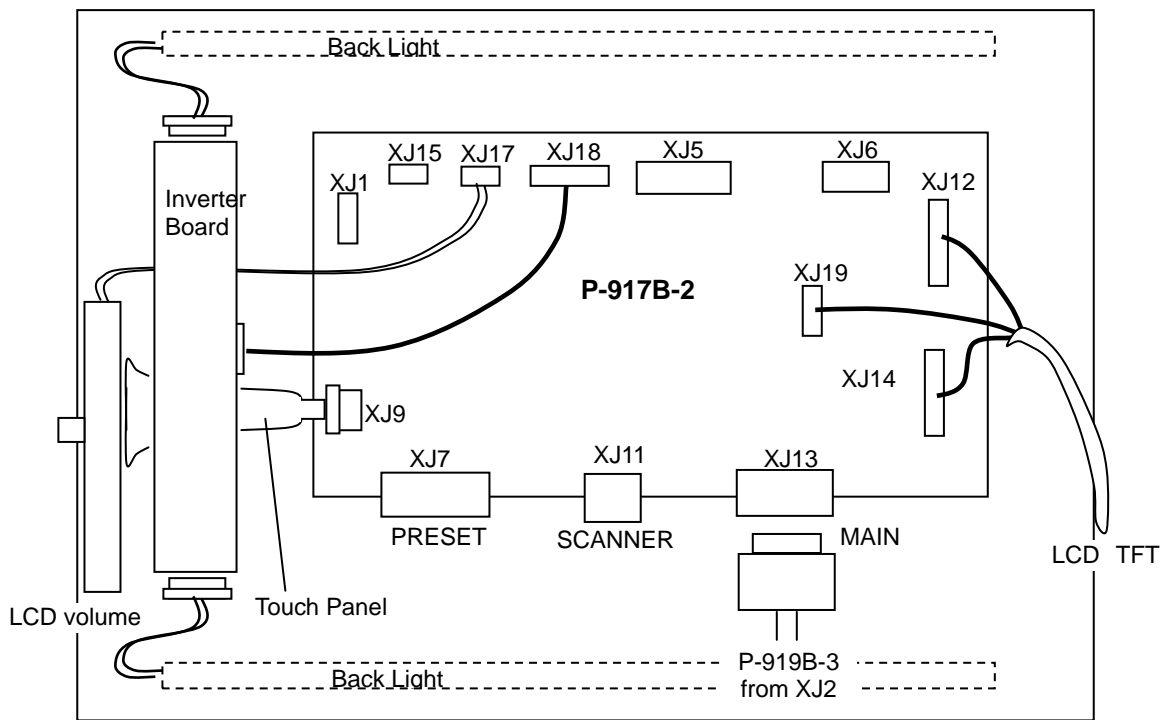 Back Light
XJ15
XJ17
XJ18
XJ5
XJ6
XJ1
XJ12
Inverter
Board
XJ19
P-917B-2
XJ14
XJ9
XJ7
XJ11
XJ13
PRESET
SCANNER
MAIN
LCD TFT
LCD volume
Touch Panel
P-919B-3
from XJ2
Back Light